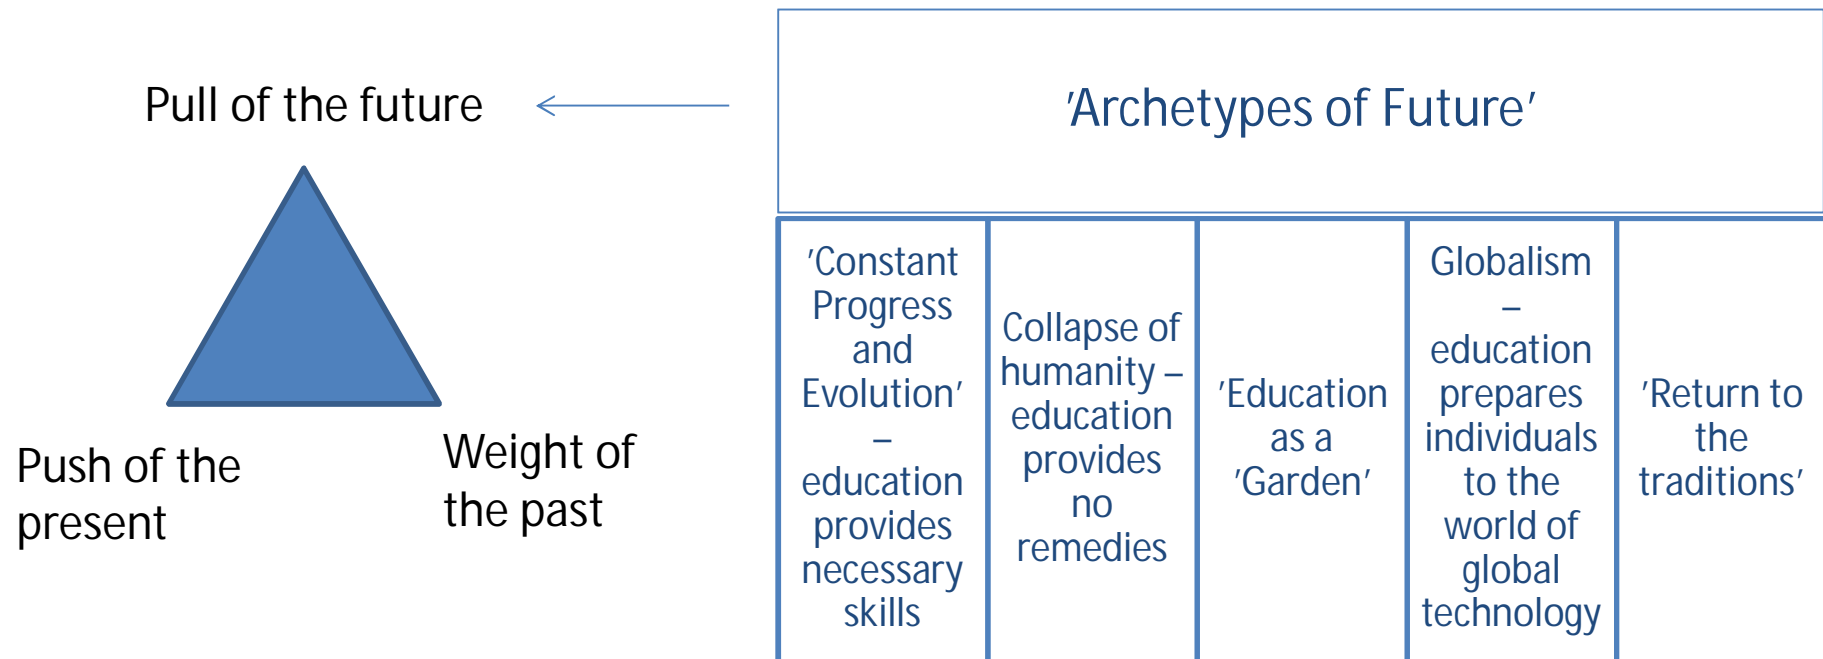 Pull of the future
Push of the
present
Weight of
the past
'Archetypes of Future'
'Constant
Progress
and
Evolution'
–
education
provides
necessary
skills
Collapse of
humanity –
education
provides
no
remedies
'Education
as a
'Garden'
Globalism
–
education
prepares
individuals
to the
world of
global
technology
'Return to
the
traditions'